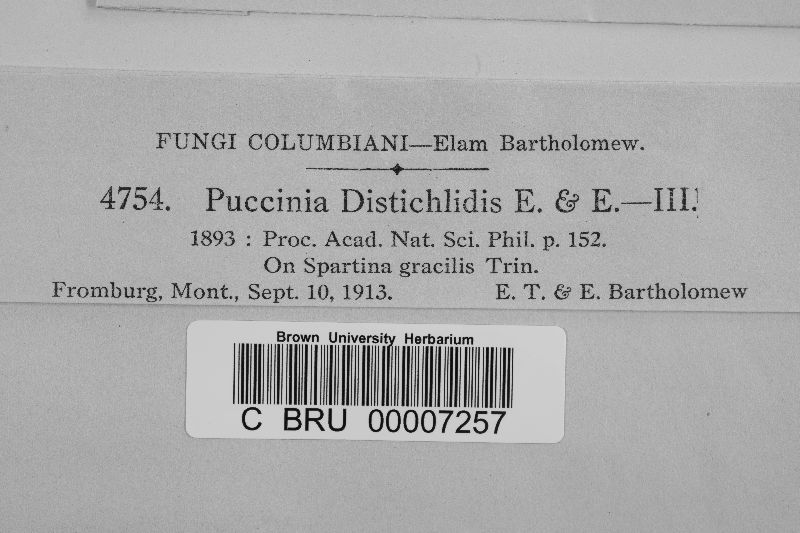 FUNGI COLUMBIANI—Elam Bartholomew.
4754. Puccinia Distichlidis E. & E.—III.
1893 : Proc. Acad. Nat. Sci. Phil. p. 152.
On Spartina gracilis Trin.
Fromburg, Mont., Sept. 10, 1913. E. T. & E. Bartholomew
Brown University Herbarium
C BRU 00007257